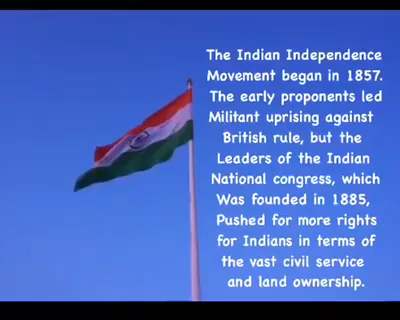 The Indian Independence
Movement began in 1857.
The early proponents led
Militant uprising against
British rule, but the
Leaders of the Indian
National congress, which
Was founded in 1885,
Pushed for more rights
for Indians in terms of
the vast civil service
and land ownership.